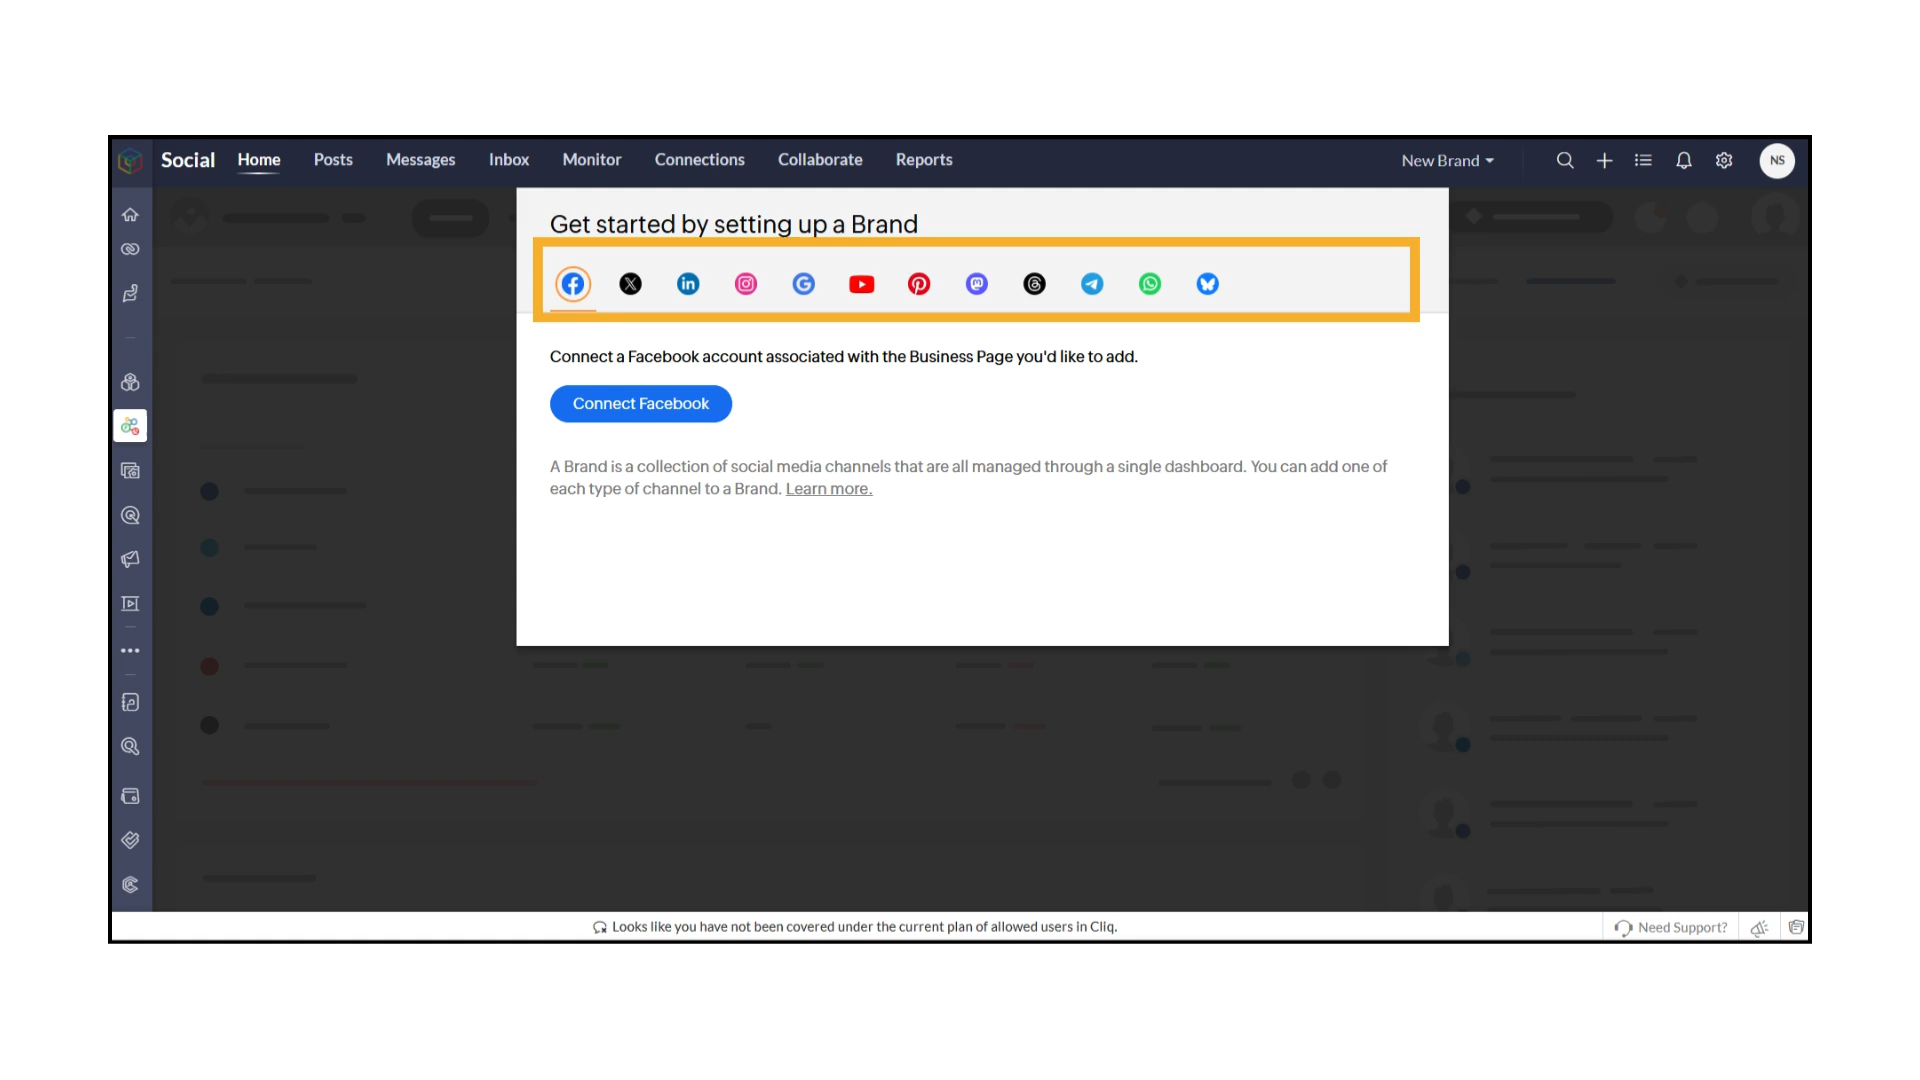 Social Home Posts Messages Inbox Monitor Connections Collaborate Reports New Brand NS
Get started by setting up a Brand
Connect a Facebook account associated with the Business Page you'd like to add.
Connect Facebook
A Brand is a collection of social media channels that are all managed through a single dashboard. You can add one of
each type of channel to a Brand. Learn more.
Looks like you have not been covered under the current plan of allowed users in Cliq. Need Support?